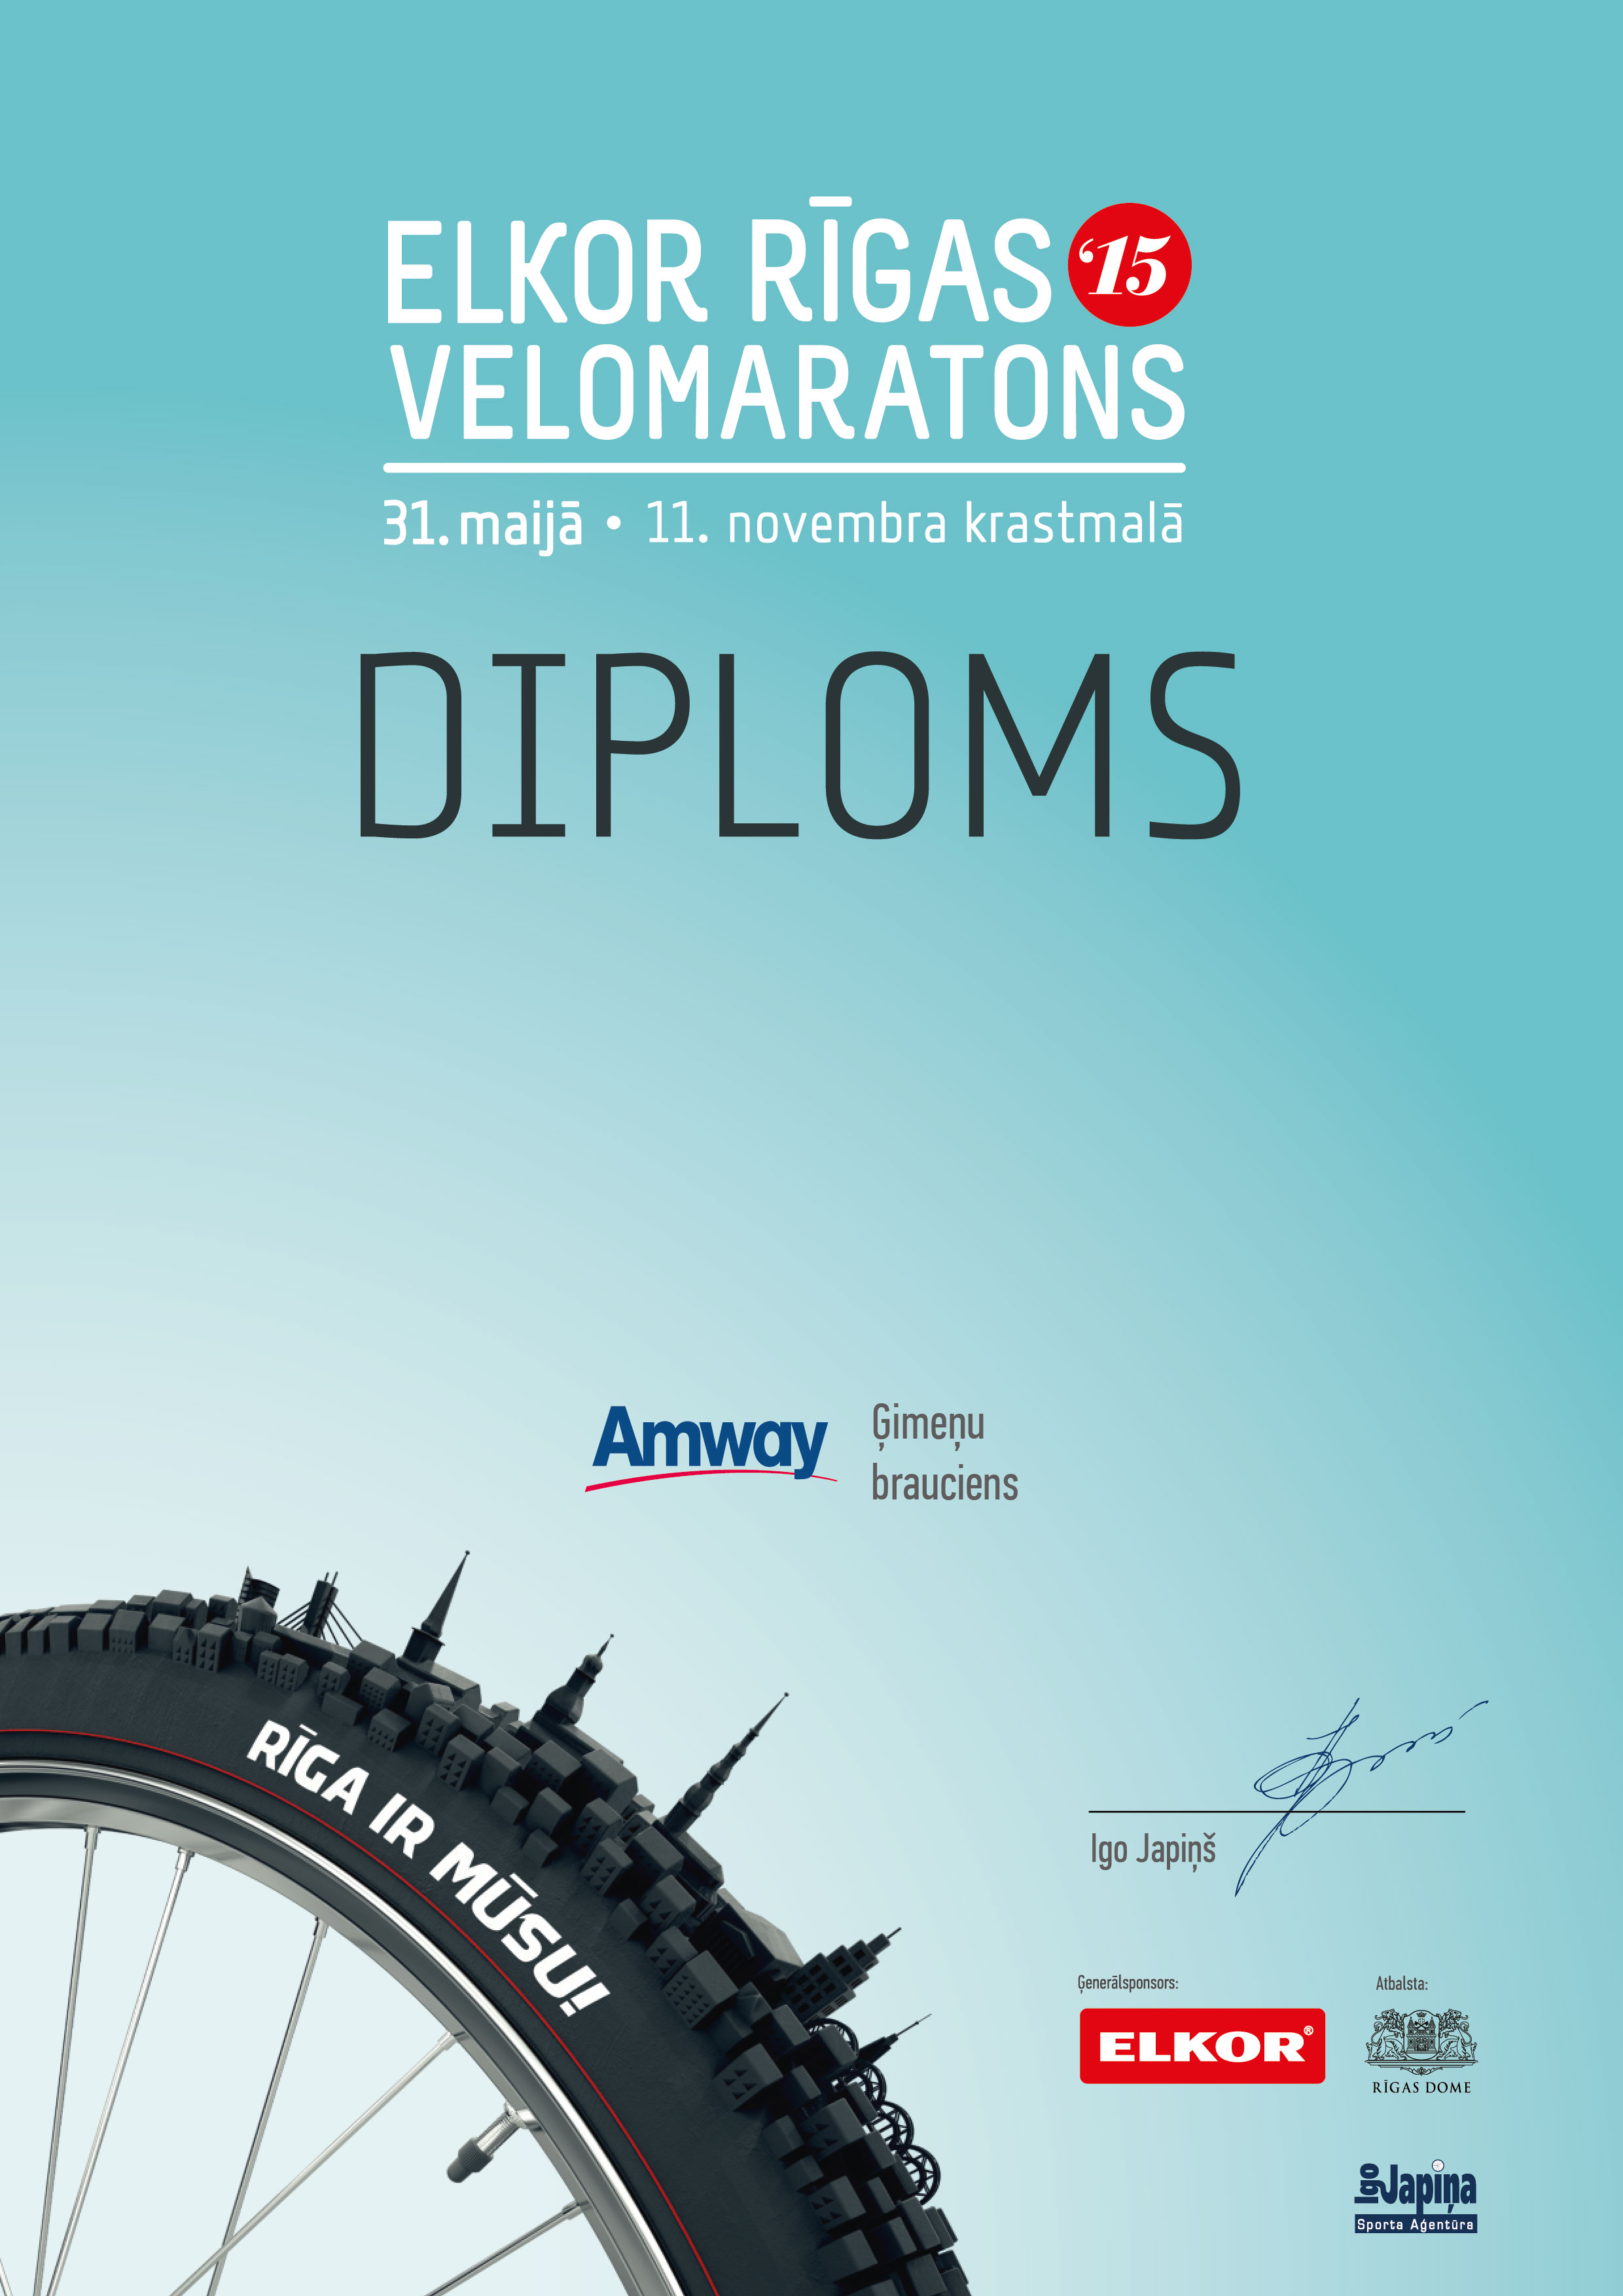 ELKOR RĪGAS '15
VELOMARATONS
31. maijā • 11. novembra krastmalā
DIPLOMS
Amway
Ģimeņu
brauciens
RĪGA IR MŪSU!
Igo Japiņš
Ģenerālsponsors:
ELKOR®
Atbalsta:
RĪGAS DOME
Igo Japiņa
Sporta Aģentūra